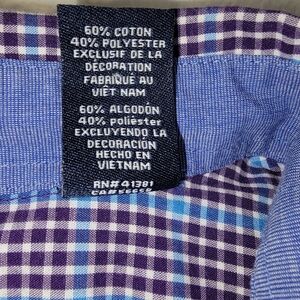 60% COTON
40% POLYESTER
EXCLUSIF DE LA
DÉCORATION
FABRIQUÉ AU
VIÊT NAM
60% ALGODÓN
40% poliéster
EXCLUYENDO LA
DECORACIÓN
HECHO EN
VIETNAM
RN# 41381